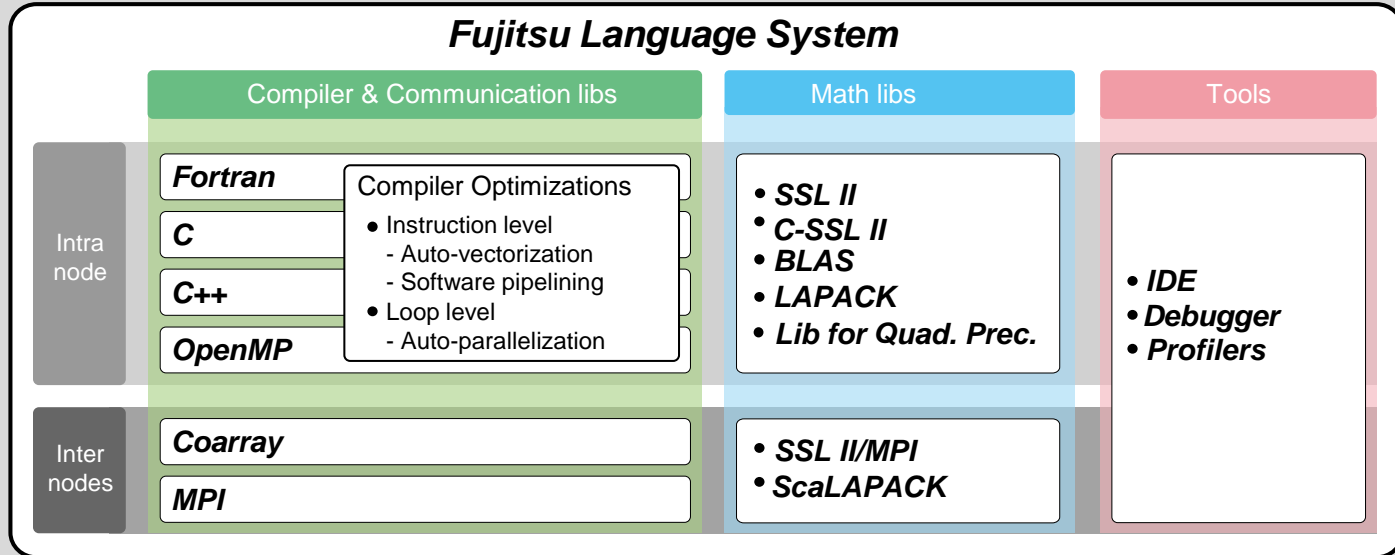 Fujitsu Language System
Compiler & Communication libs
Math libs
Tools
Intra
node
Fortran
C
C++
OpenMP
Compiler Optimizations
● Instruction level
- Auto-vectorization
- Software pipelining
● Loop level
- Auto-parallelization
• SSL II
• C-SSL II
• BLAS
• LAPACK
• Lib for Quad. Prec.
• IDE
• Debugger
• Profilers
Inter
nodes
Coarray
MPI
• SSL II/MPI
• ScaLAPACK